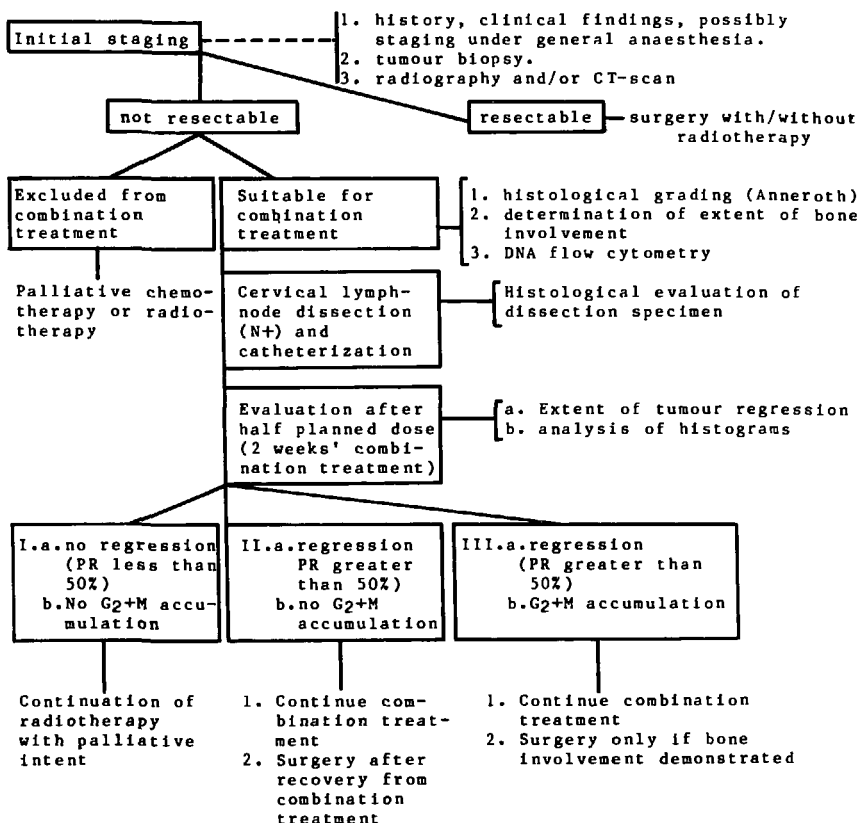 Initial staging
1. history, clinical findings, possibly
staging under general anaesthesia.
2. tumour biopsy.
3. radiography and/or CT-scan
not resectable
resectable
surgery with/without
radiotherapy
Excluded from
combination
treatment
Suitable for
combination
treatment
1. histological grading (Anneroth)
2. determination of extent of bone
involvement
3. DNA flow cytometry
Palliative chemo-
therapy or radio-
therapy
Cervical lymph-
node dissection
(N+) and
catheterization
Histological evaluation of
dissection specimen
Evaluation after
half planned dose
(2 weeks' combi-
nation treatment)
a. Extent of tumour regression
b. analysis of histograms
I.a.no regression
(PR less than
50%)
b.No G2+M accu-
mulation
II.a.regression
PR greater
than 50%)
b.no G2+M
accumulation
III.a.regression
(PR greater than
50%)
b.G2+M accumulation
Continuation of
radiotherapy
with palliative
intent
1. Continue com-
bination treat-
ment
2. Surgery after
recovery from
combination
treatment
1. Continue combination
treatment
2. Surgery only if bone
involvement demonstrated